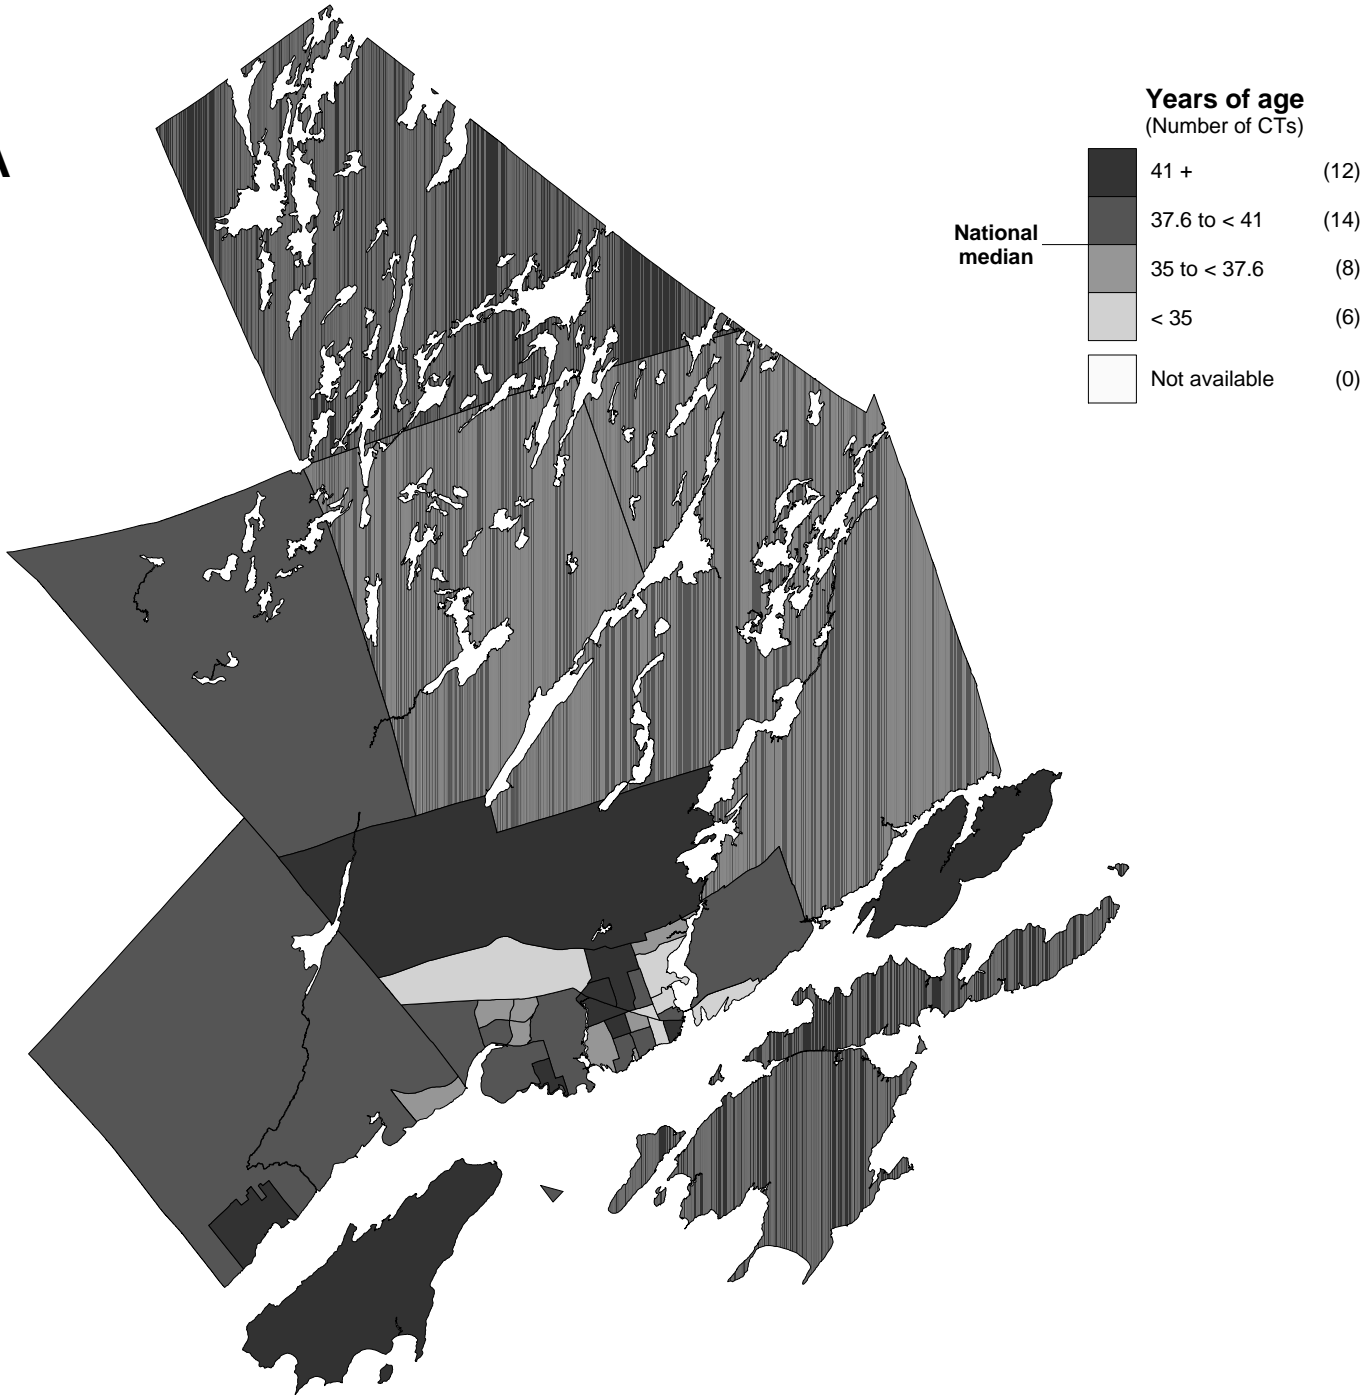 A
Years of age
(Number of CTs)
41 + (12)
37.6 to < 41 (14)
National
median
35 to < 37.6 (8)
< 35 (6)
Not available (0)